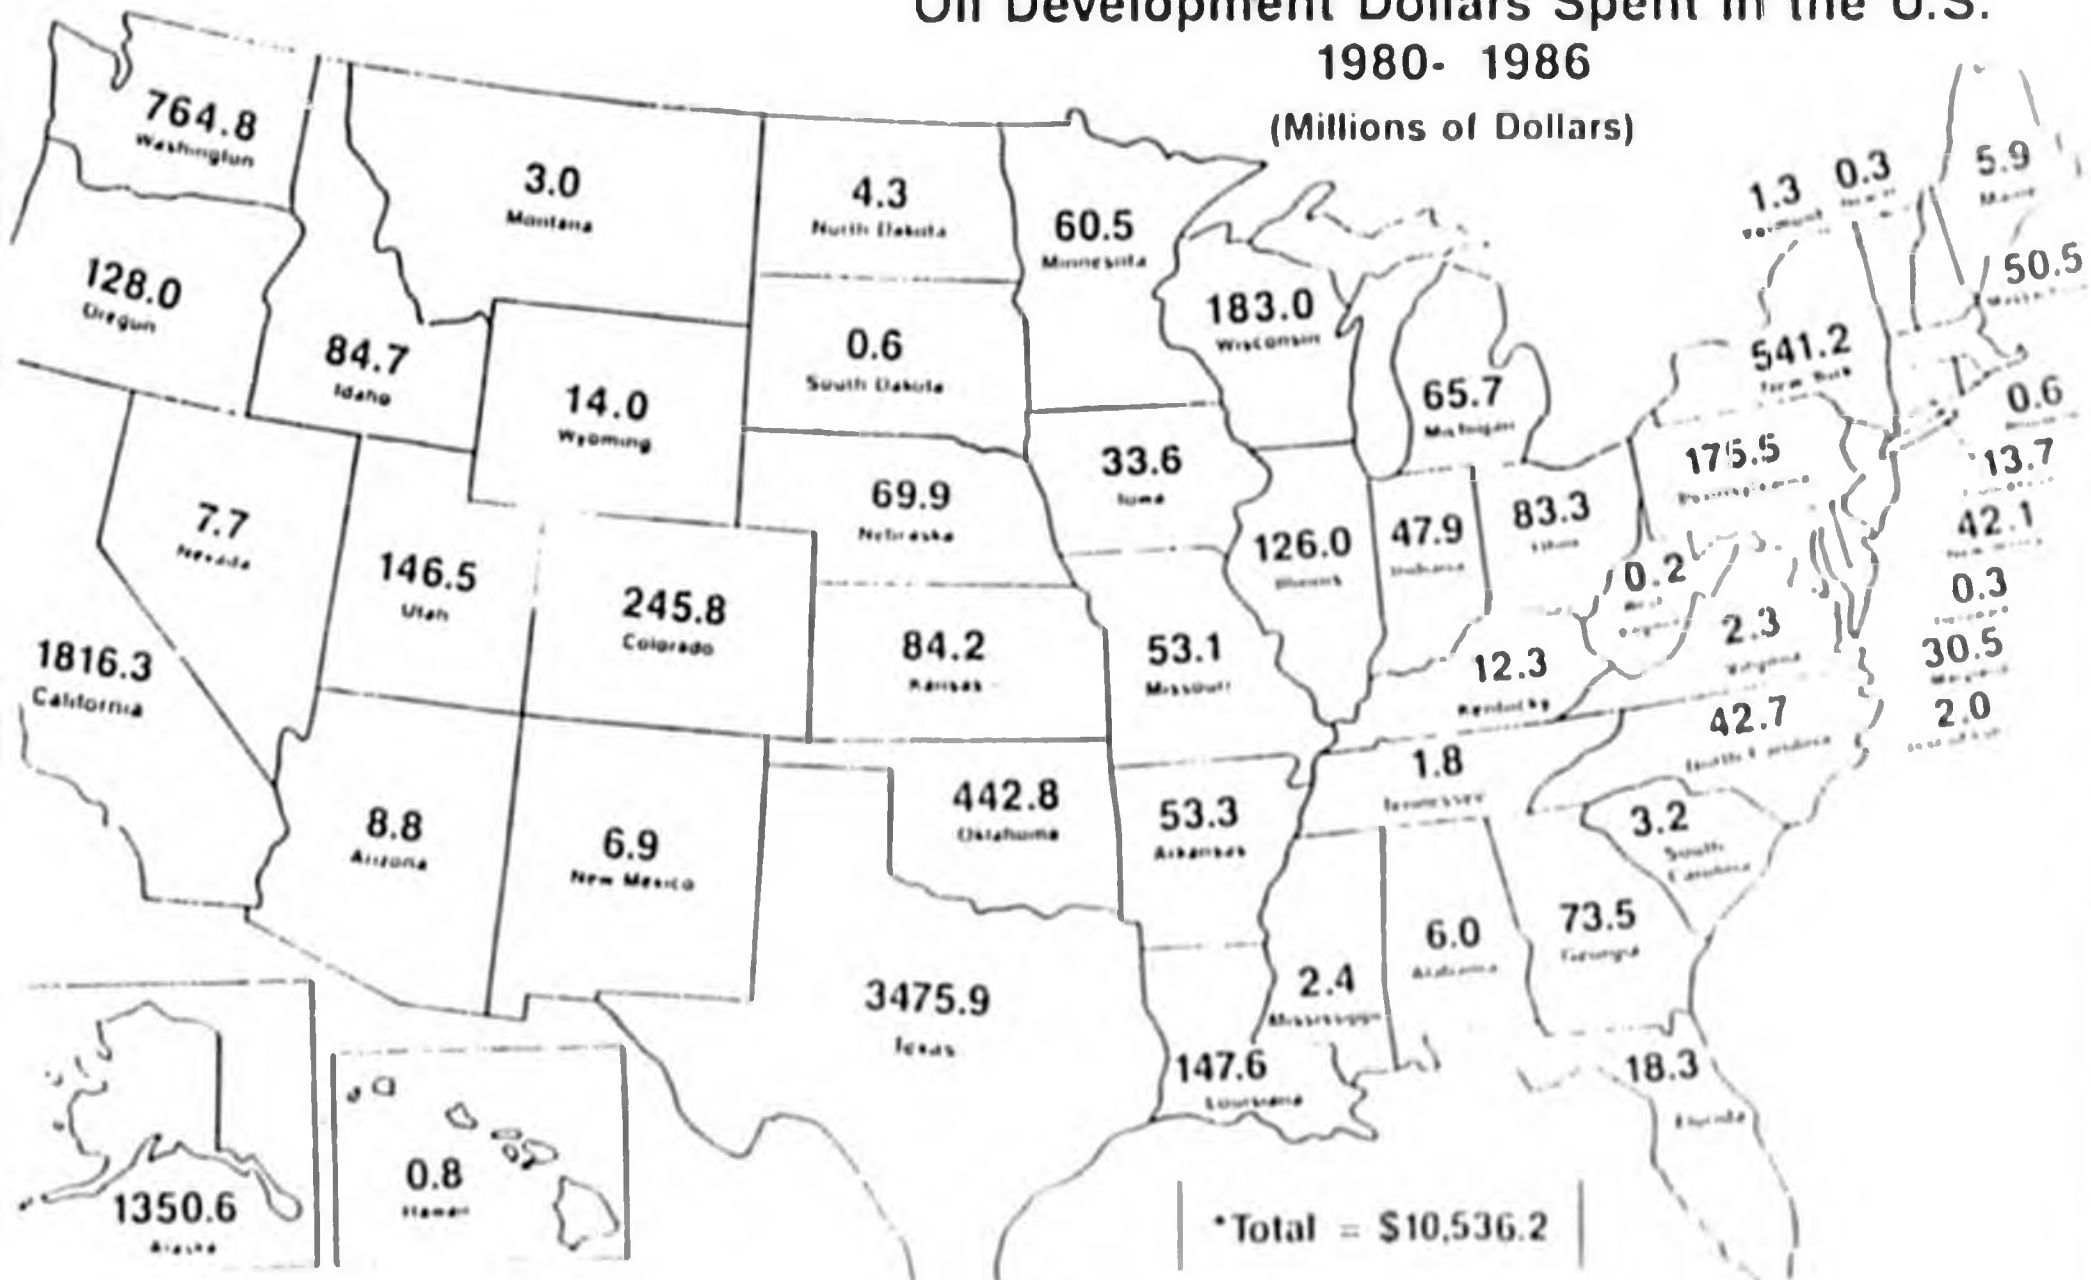 Oil Development Dollars Spent in the U.S.
1980- 1986
(Millions of Dollars)
764.8
Washington
3.0
Montana
4.3
North Dakota
60.5
Minnesota
1.3
Vermont
0.3
5.9
Maine
128.0
Oregon
84.7
Idaho
14.0
Wyoming
0.6
South Dakota
183.0
Wisconsin
65.7
Michigan
541.2
New York
50.5
0.6
7.7
Nevada
146.5
Utah
245.8
Colorado
69.9
Nebraska
33.6
Iowa
126.0
Illinois
47.9
Indiana
83.3
Ohio
175.5
Pennsylvania
13.7
42.1
0.3
1816.3
California
84.2
Kansas
53.1
Missouri
12.3
Kentucky
0.2
West
Virginia
2.3
Virginia
30.5
Maryland
2.0
8.8
Arizona
6.9
New Mexico
442.8
Oklahoma
53.3
Arkansas
1.8
Tennessee
42.7
North Carolina
3.2
South
Carolina
3475.9
Texas
147.6
Louisiana
2.4
Mississippi
6.0
Alabama
73.5
Georgia
18.3
Florida
1350.6
Alaska
0.8
Hawaii
*Total = $10,536.2